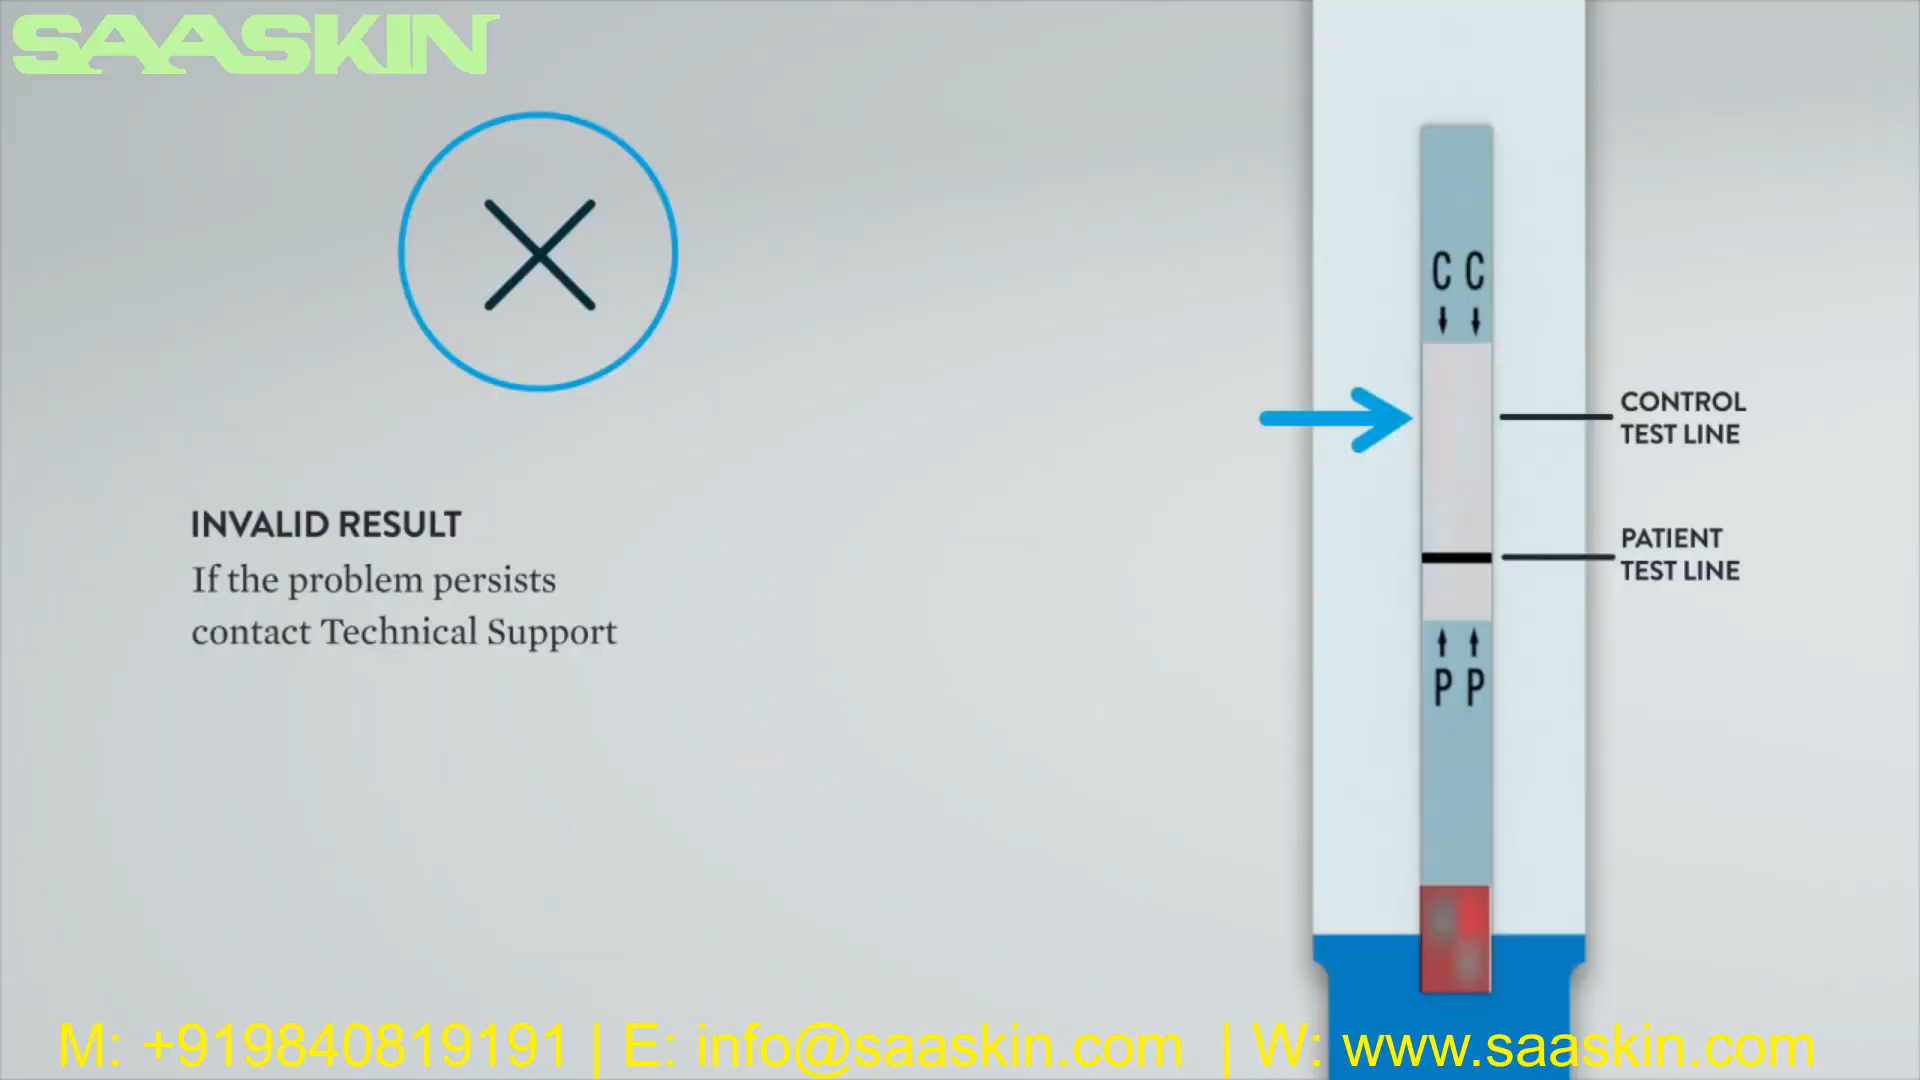 SAASKIN
C C
CONTROL
TEST LINE
INVALID RESULT
If the problem persists
contact Technical Support
PATIENT
TEST LINE
P P
M: +919840819191 | E: info@saaskin.com | W: www.saaskin.com